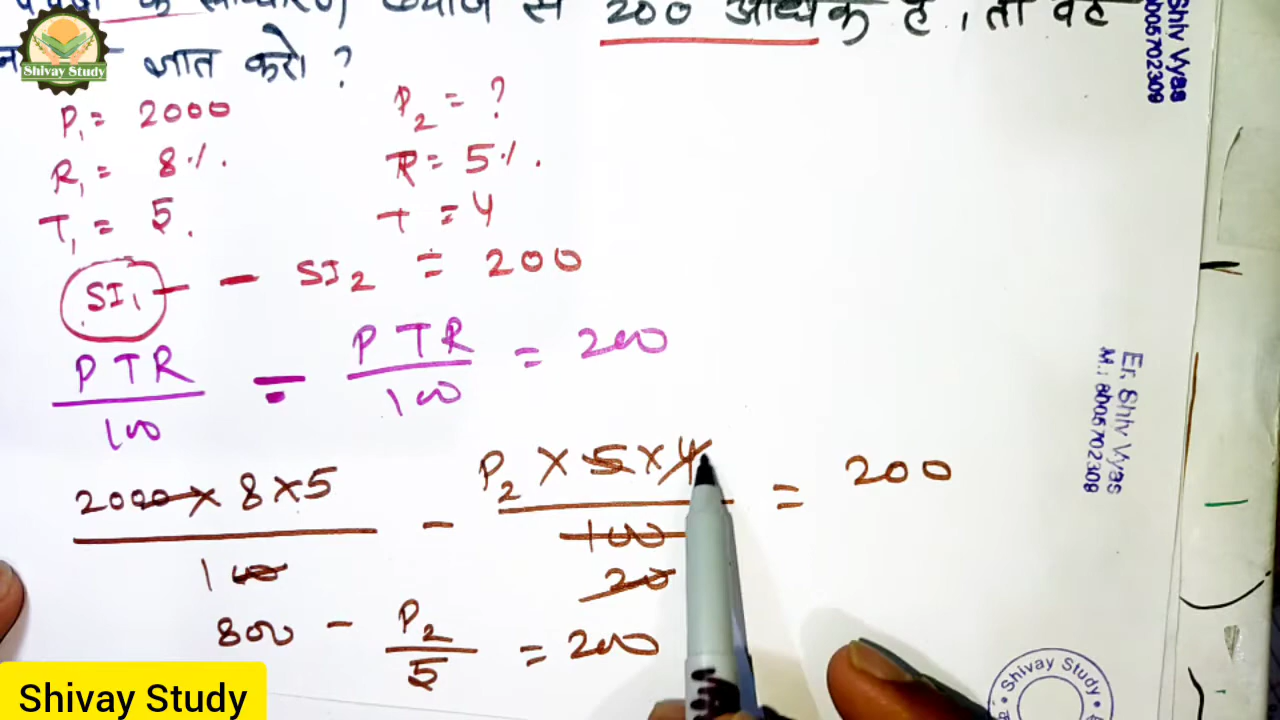 के साधारण ब्याज से 200 अधिक है, तो वह
ज्ञात करो ?
Shivay Study
P₁ = 2000 P₂ = ?
R₁ = 8%. R = 5%.
T₁ = 5. T = 4
SI₁ - SI₂ = 200
PTR/100 - PTR/100 = 200
2000 × 8 × 5 / 100 - P₂ × 5 × 4 / 100 = 200
20
800 - P₂/5 = 200
Shivay Study
Er. Shiv Vyas
M.: 8005702309
Shiv Vyas
8005702309
Shivay Study